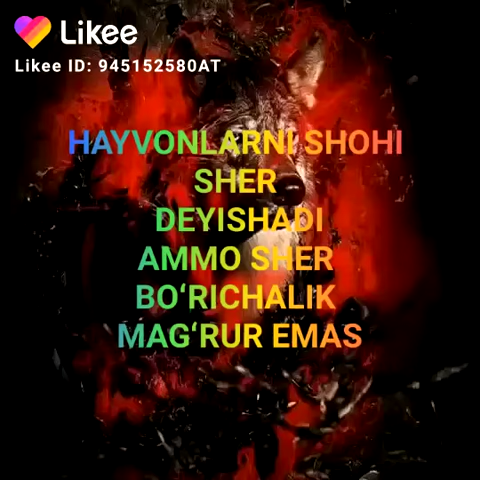 Likee
Likee ID: 945152580AT
HAYVONLARNI SHOHI
SHER
DEYISHADI
AMMO SHER
BO‘RICHALIK
MAG‘RUR EMAS